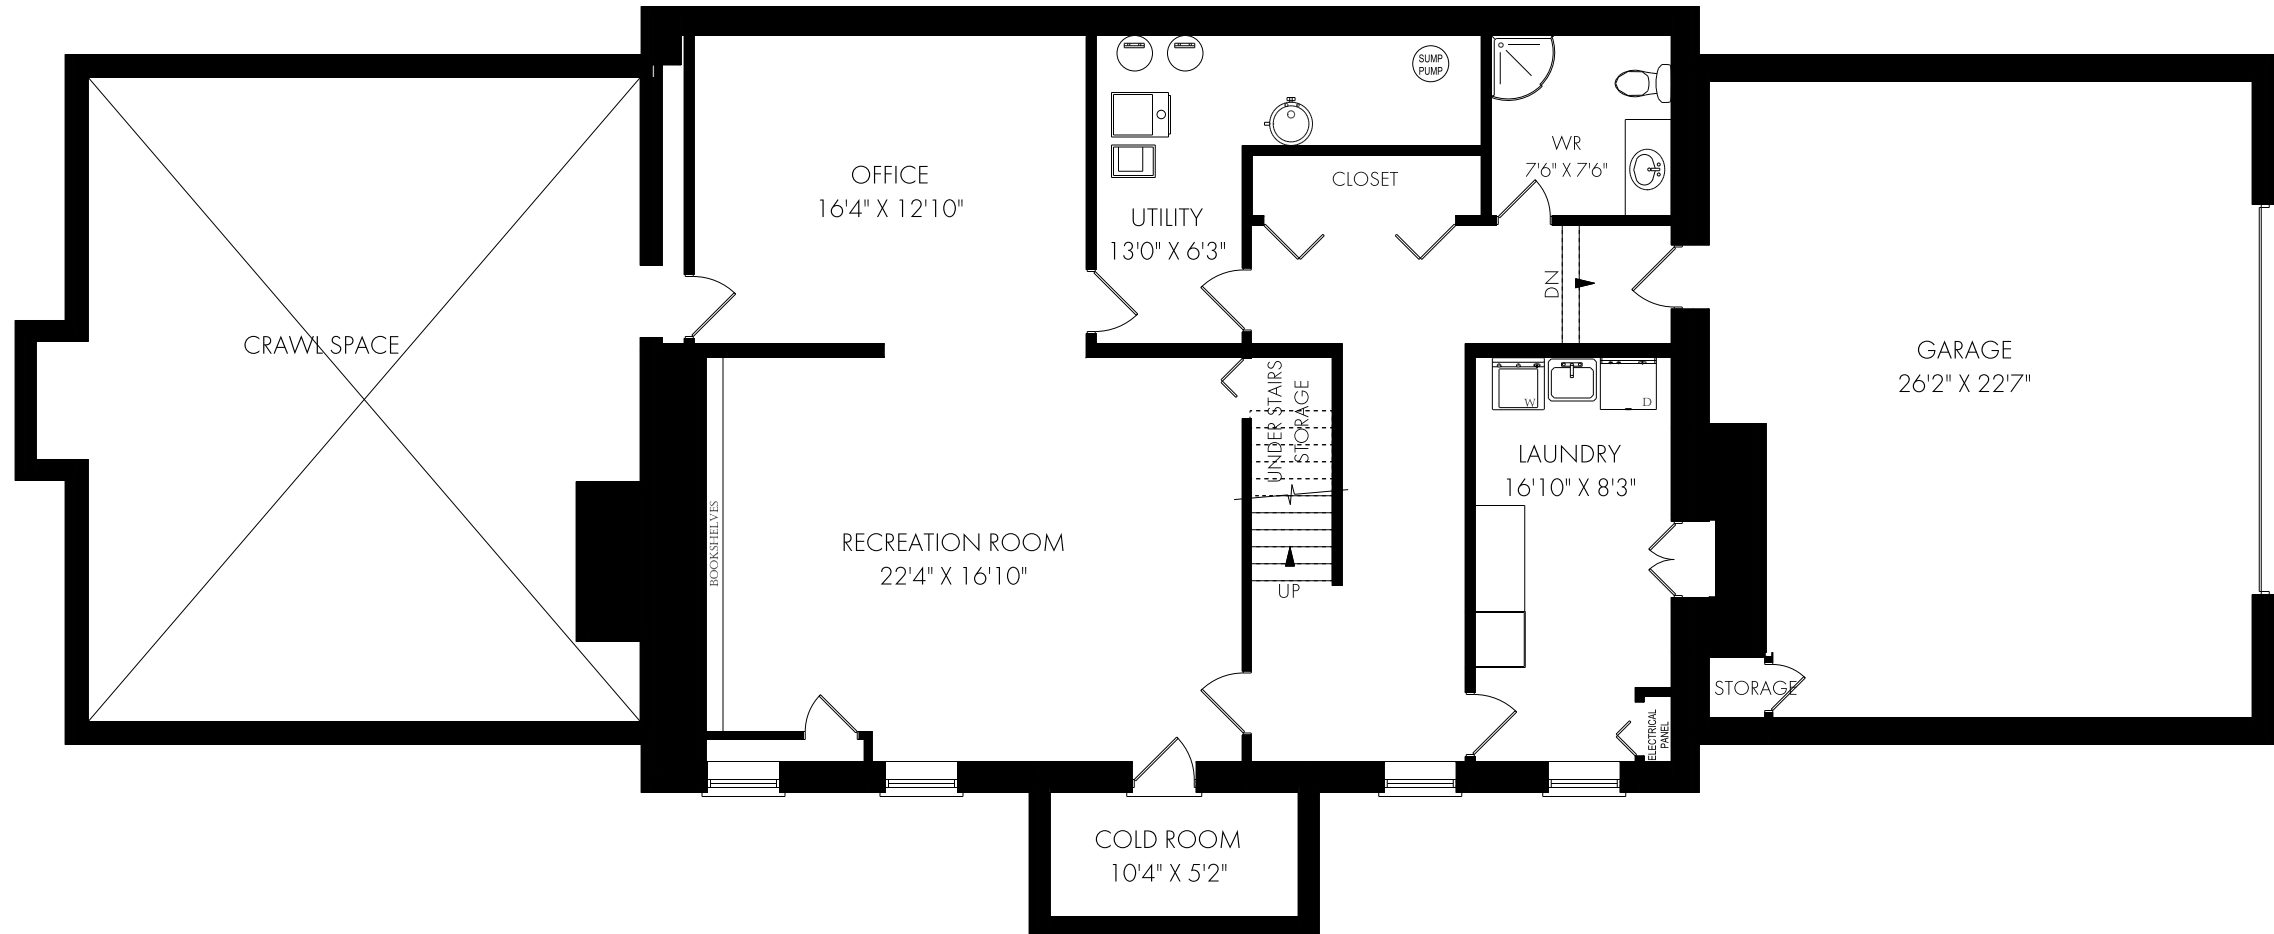 SUMP
PUMP
WR
7'6" X 7'6"
OFFICE
16'4" X 12'10"
CLOSET
UTILITY
13'0" X 6'3"
DN
CRAWL SPACE
GARAGE
26'2" X 22'7"
UNDER STAIRS
STORAGE
W
D
LAUNDRY
16'10" X 8'3"
BOOKSHELVES
RECREATION ROOM
22'4" X 16'10"
UP
STORAGE
ELECTRICAL
PANEL
COLD ROOM
10'4" X 5'2"